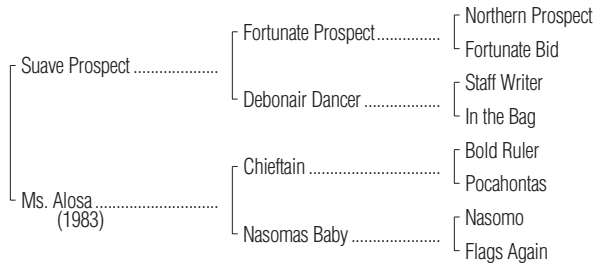 Northern Prospect
Fortunate Prospect...............
Fortunate Bid
Suave Prospect ....................
Staff Writer
Debonair Dancer ..................
In the Bag
Bold Ruler
Chieftain ...............................
Pocahontas
Ms. Alosa.............................
(1983)
Nasomo
Nasomas Baby .....................
Flags Again